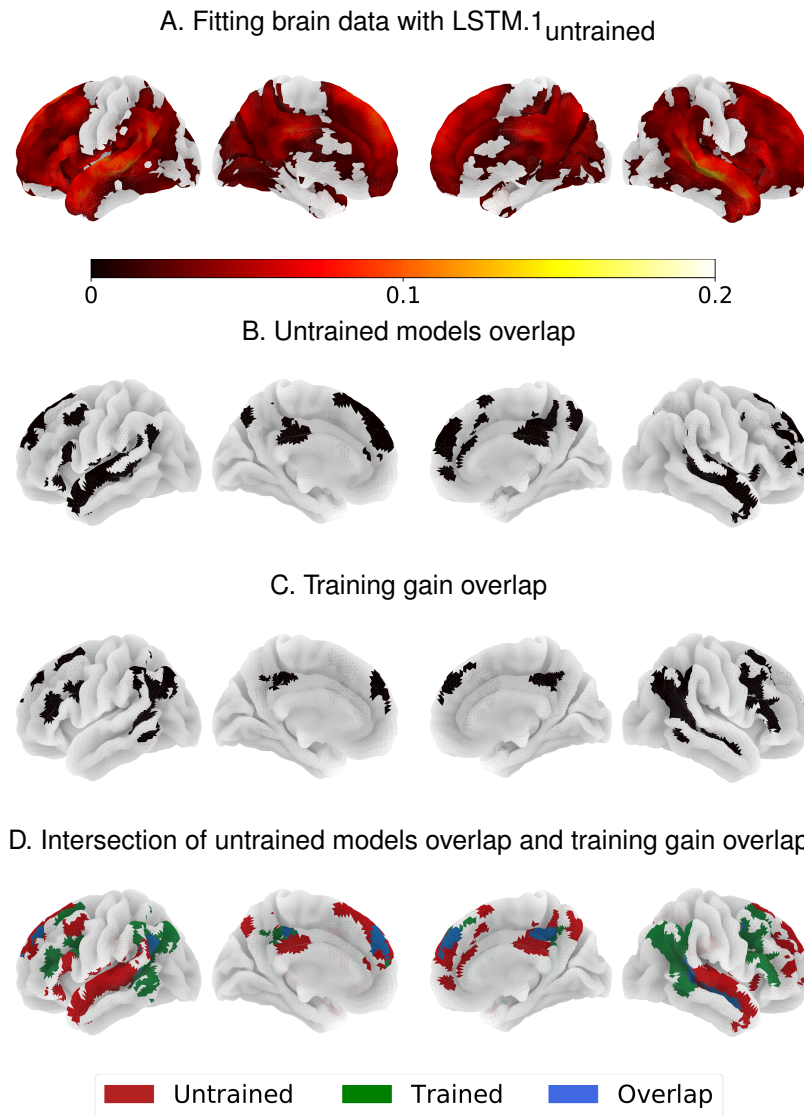 A. Fitting brain data with LSTM.1untrained
0 0.1 0.2
B. Untrained models overlap
C. Training gain overlap
D. Intersection of untrained models overlap and training gain overlap
Untrained Trained Overlap